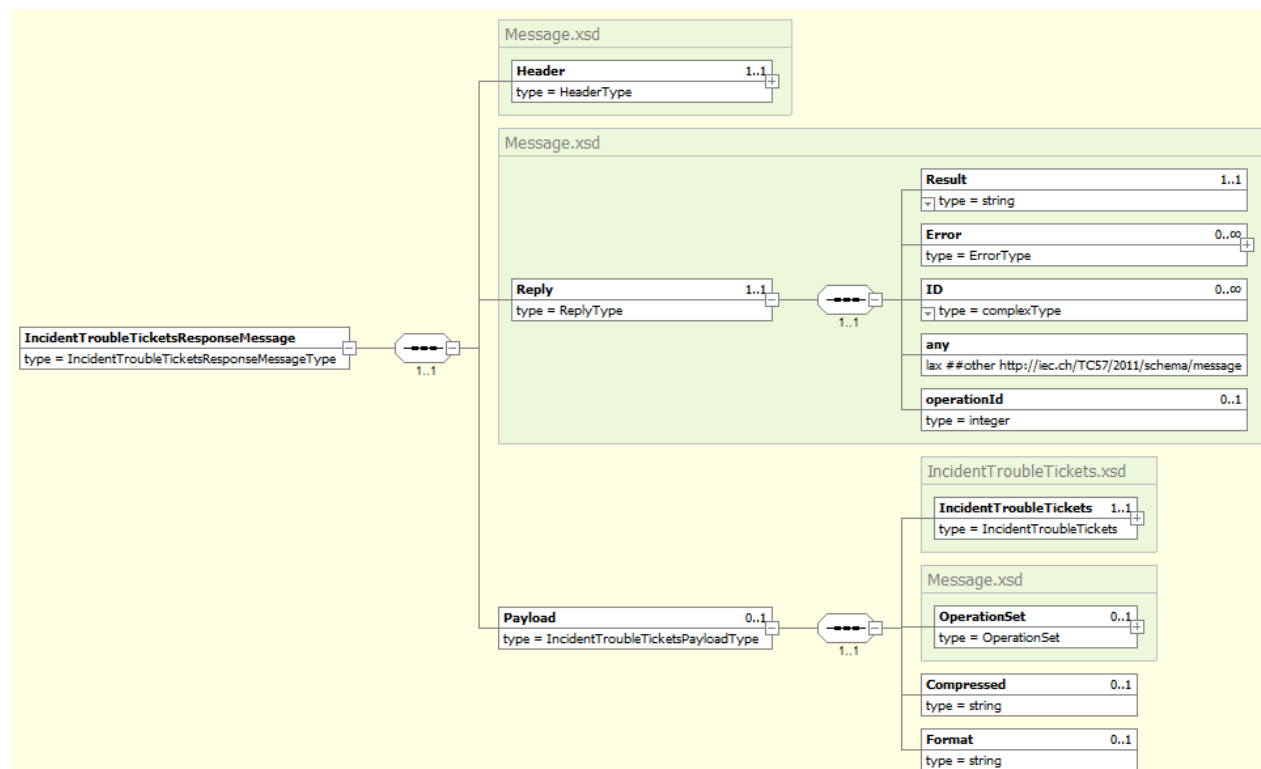 Message.xsd
Header 1..1
type = HeaderType
Message.xsd
Result 1..1
type = string
Error 0..∞
type = ErrorType
Reply 1..1
type = ReplyType
1..1
ID 0..∞
type = complexType
any
lax ##other http://iec.ch/TC57/2011/schema/message
operationId 0..1
type = integer
IncidentTroubleTicketsResponseMessage
type = IncidentTroubleTicketsResponseMessageType
1..1
IncidentTroubleTickets.xsd
IncidentTroubleTickets 1..1
type = IncidentTroubleTickets
Message.xsd
Payload 0..1
type = IncidentTroubleTicketsPayloadType
1..1
OperationSet 0..1
type = OperationSet
Compressed 0..1
type = string
Format 0..1
type = string